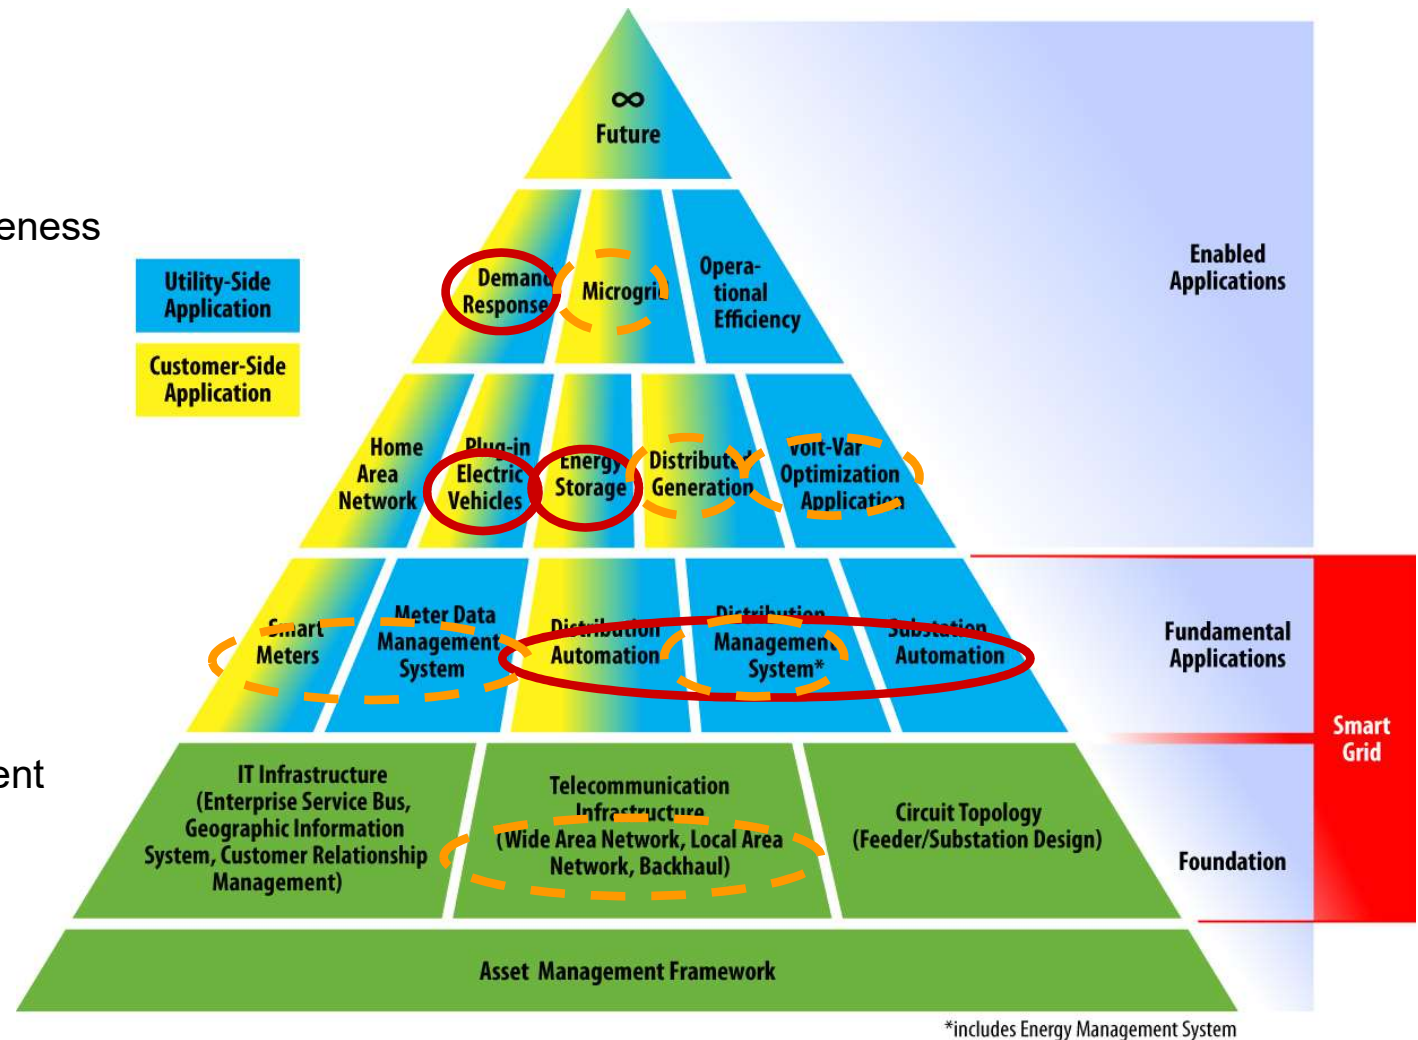 ∞
Future
eness
Utility-Side
Application
Customer-Side
Application
Demand
Response
Microgrid
Opera-
tional
Efficiency
Enabled
Applications
Home
Area
Network
Plug-in
Electric
Vehicles
Energy
Storage
Distributed
Generation
Volt-Var
Optimization
Application
Smart
Meters
Meter Data
Management
System
Distribution
Automation
Distribution
Management
System*
Substation
Automation
Fundamental
Applications
Smart
Grid
ent
IT Infrastructure
(Enterprise Service Bus,
Geographic Information
System, Customer Relationship
Management)
Telecommunication
Infrastructure
(Wide Area Network, Local Area
Network, Backhaul)
Circuit Topology
(Feeder/Substation Design)
Foundation
Asset Management Framework
*includes Energy Management System